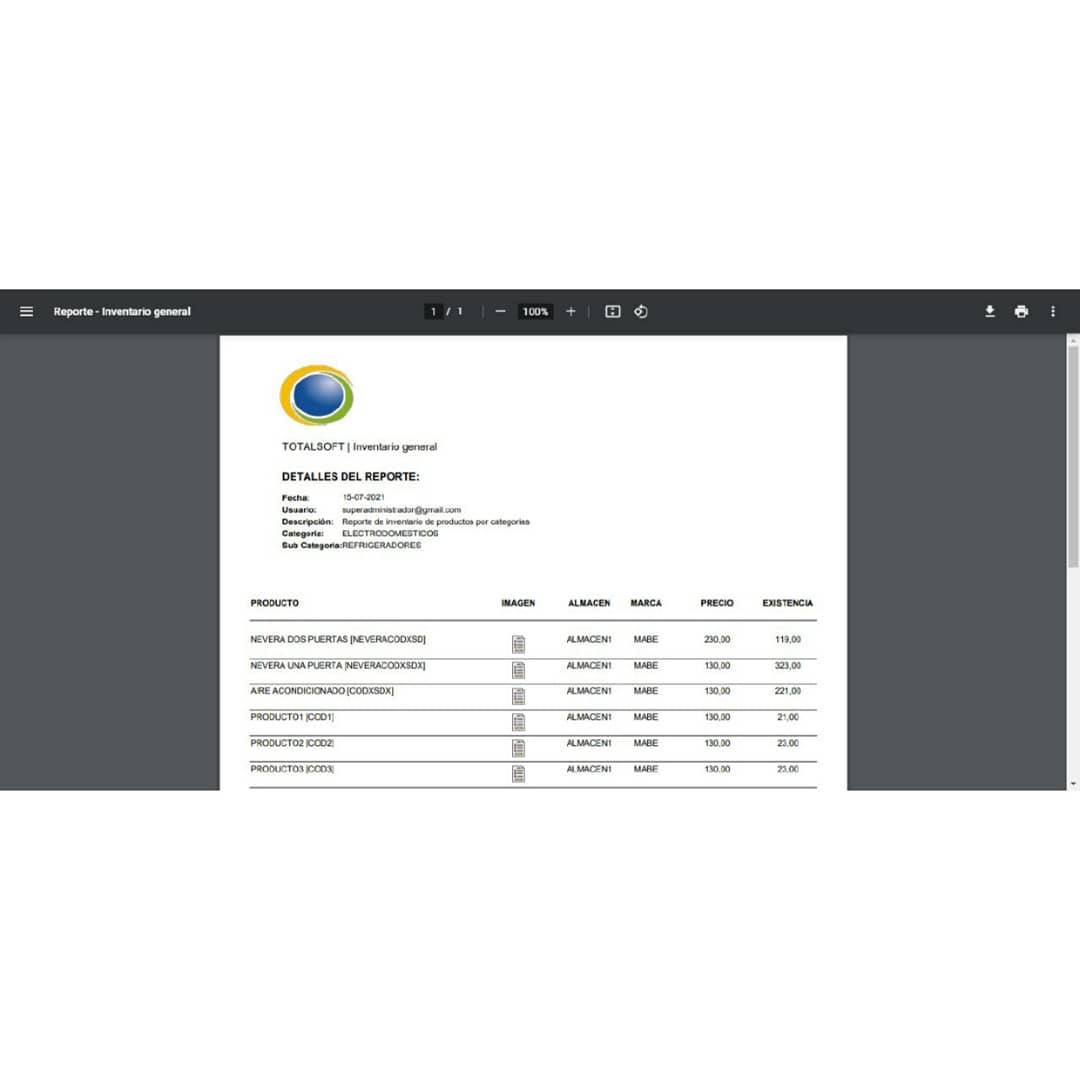 Reporte - Inventario general
1 / 1
100%
TOTALSOFT | Inventario general
DETALLES DEL REPORTE:
Fecha: 15-07-2021
Usuario: superadministrador@gmail.com
Descripción: Reporte de inventario de productos por categorias
Categoria: ELECTRODOMESTICOS
Sub Categoria:REFRIGERADORES
PRODUCTO IMAGEN ALMACEN MARCA PRECIO EXISTENCIA
NEVERA DOS PUERTAS [NEVERACODXSD] ALMACEN1 MABE 230,00 119,00
NEVERA UNA PUERTA [NEVERACODXSDX] ALMACEN1 MABE 130,00 323,00
AIRE ACONDICIONADO [CODXSDX] ALMACEN1 MABE 130,00 221,00
PRODUCTO1 [COD1] ALMACEN1 MABE 130,00 21,00
PRODUCTO2 [COD2] ALMACEN1 MABE 130,00 23,00
PRODUCTO3 [COD3] ALMACEN1 MABE 130,00 23,00